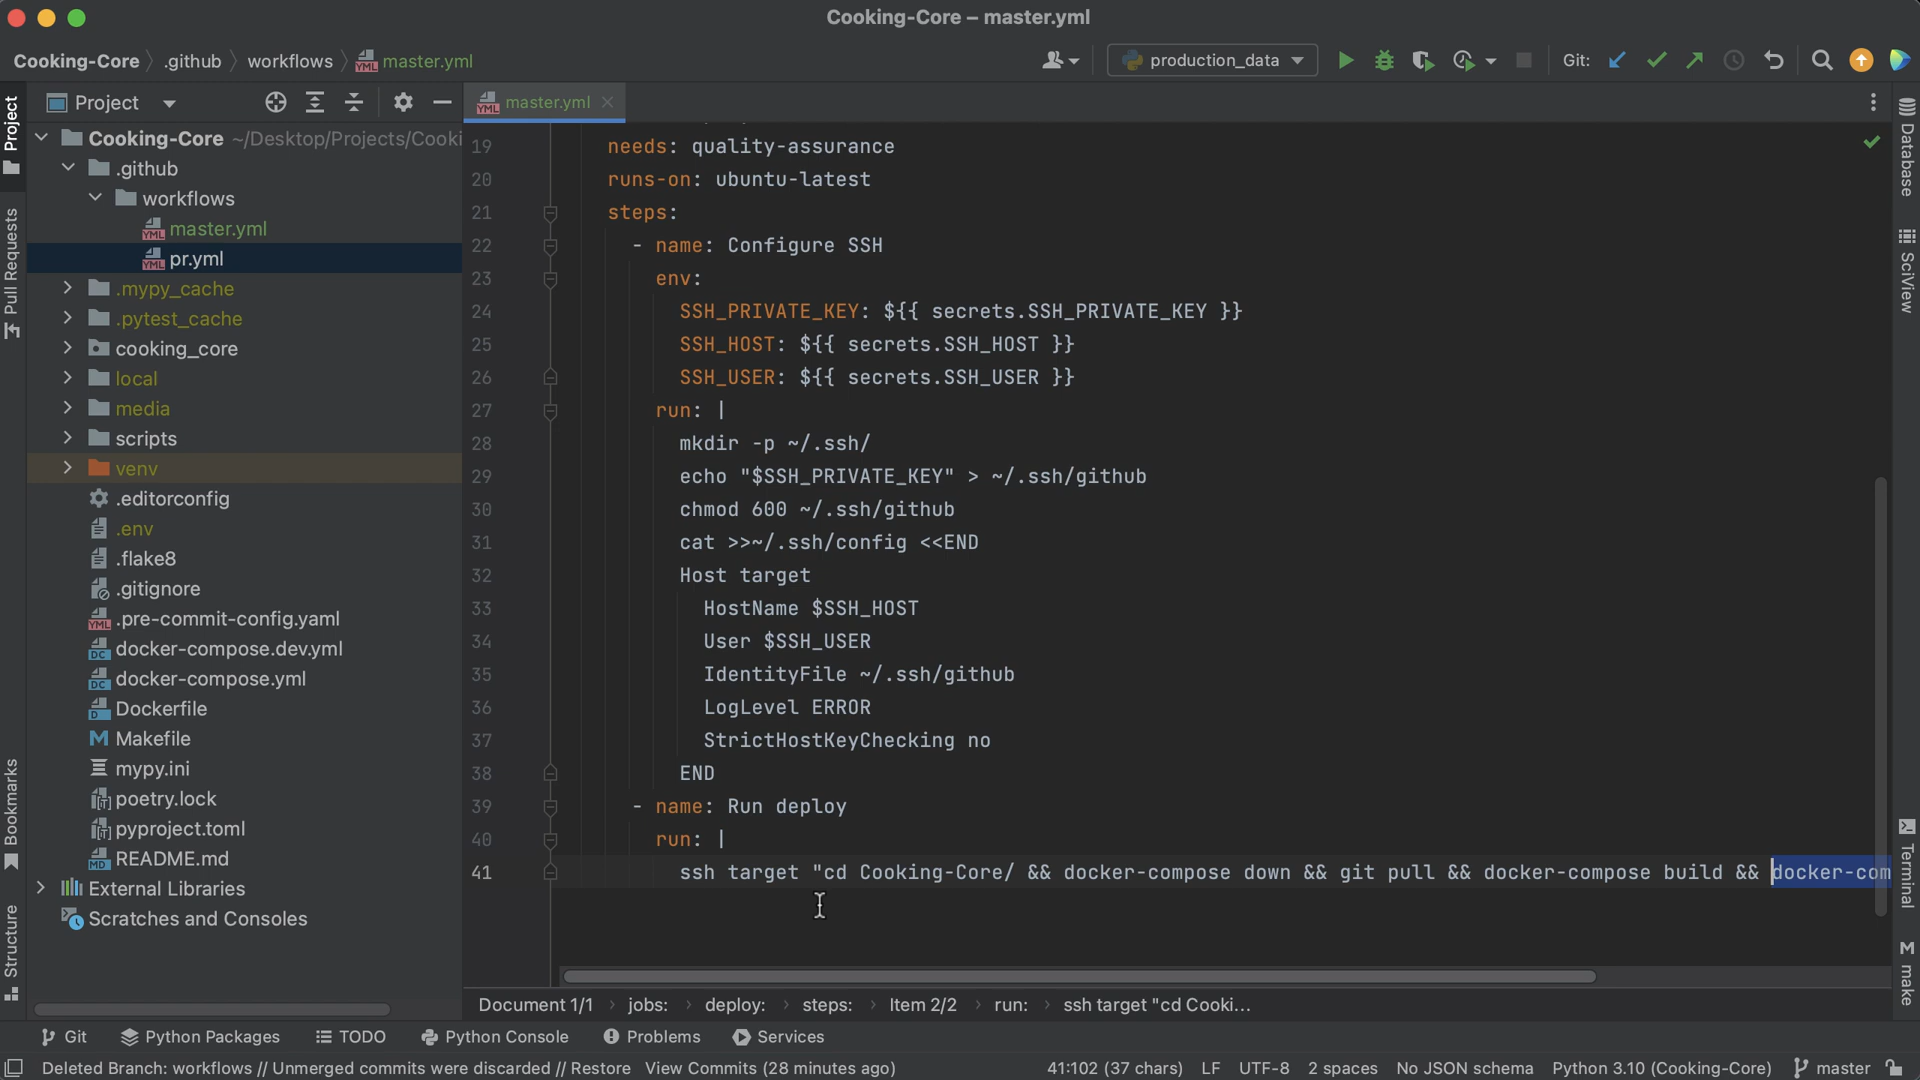 Cooking-Core – master.yml
Cooking-Core
.github
workflows
master.yml
production_data
Git:
Project
master.yml
Project
Pull Requests
Bookmarks
Structure
Cooking-Core ~/Desktop/Projects/Cooki
.github
workflows
master.yml
pr.yml
.mypy_cache
.pytest_cache
cooking_core
local
media
scripts
venv
.editorconfig
.env
.flake8
.gitignore
.pre-commit-config.yaml
docker-compose.dev.yml
docker-compose.yml
Dockerfile
Makefile
mypy.ini
poetry.lock
pyproject.toml
README.md
External Libraries
Scratches and Consoles
19 needs: quality-assurance
20 runs-on: ubuntu-latest
21 steps:
22 - name: Configure SSH
23 env:
24 SSH_PRIVATE_KEY: ${{ secrets.SSH_PRIVATE_KEY }}
25 SSH_HOST: ${{ secrets.SSH_HOST }}
26 SSH_USER: ${{ secrets.SSH_USER }}
27 run: |
28 mkdir -p ~/.ssh/
29 echo "$SSH_PRIVATE_KEY" > ~/.ssh/github
30 chmod 600 ~/.ssh/github
31 cat >>~/.ssh/config <<END
32 Host target
33 HostName $SSH_HOST
34 User $SSH_USER
35 IdentityFile ~/.ssh/github
36 LogLevel ERROR
37 StrictHostKeyChecking no
38 END
39 - name: Run deploy
40 run: |
41 ssh target "cd Cooking-Core/ && docker-compose down && git pull && docker-compose build && docker-com
Database
SciView
Terminal
make
Document 1/1 › jobs: › deploy: › steps: › Item 2/2 › run: › ssh target "cd Cooki...
Git
Python Packages
TODO
Python Console
Problems
Services
Deleted Branch: workflows // Unmerged commits were discarded // Restore View Commits (28 minutes ago)
41:102 (37 chars)
LF
UTF-8
2 spaces
No JSON schema
Python 3.10 (Cooking-Core)
master